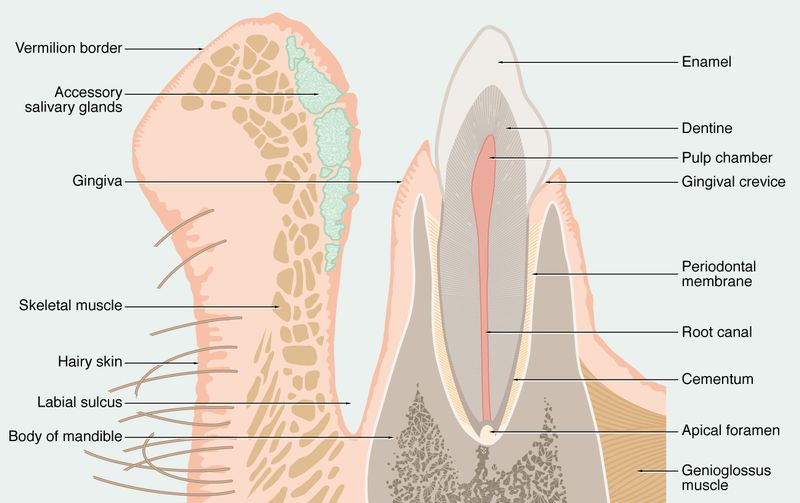 Vermilion border
Accessory
salivary glands
Gingiva
Skeletal muscle
Hairy skin
Labial sulcus
Body of mandible
Enamel
Dentine
Pulp chamber
Gingival crevice
Periodontal
membrane
Root canal
Cementum
Apical foramen
Genioglossus
muscle